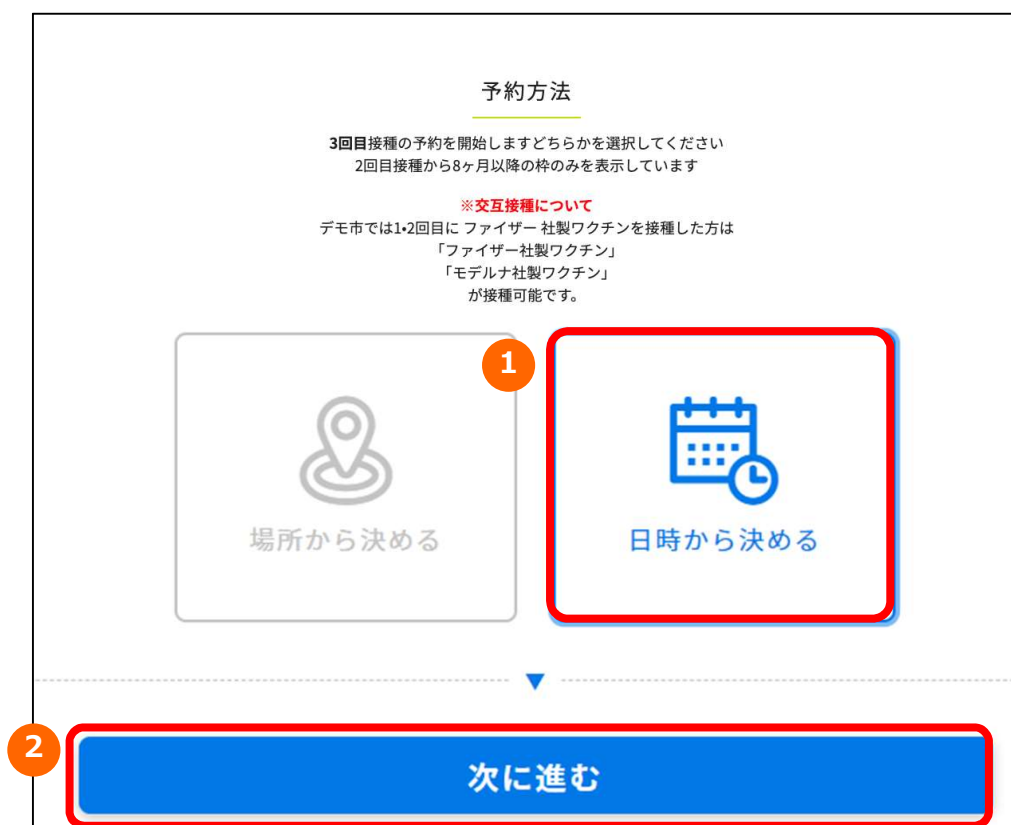 予約方法
3回目接種の予約を開始しますどちらかを選択してください
2回目接種から8ヶ月以降の枠のみを表示しています
※交互接種について
デモ市では1•2回目に ファイザー 社製ワクチンを接種した方は
「ファイザー社製ワクチン」
「モデルナ社製ワクチン」
が接種可能です。
1
場所から決める
日時から決める
2
次に進む